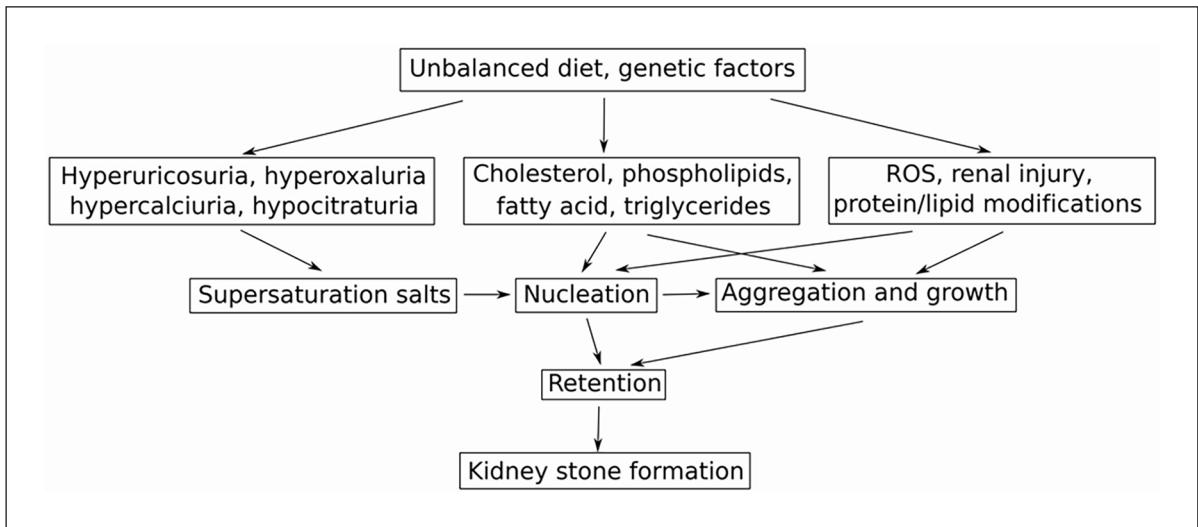 Unbalanced diet, genetic factors
Hyperuricosuria, hyperoxaluria
hypercalciuria, hypocitraturia
Cholesterol, phospholipids,
fatty acid, triglycerides
ROS, renal injury,
protein/lipid modifications
Supersaturation salts
Nucleation
Aggregation and growth
Retention
Kidney stone formation